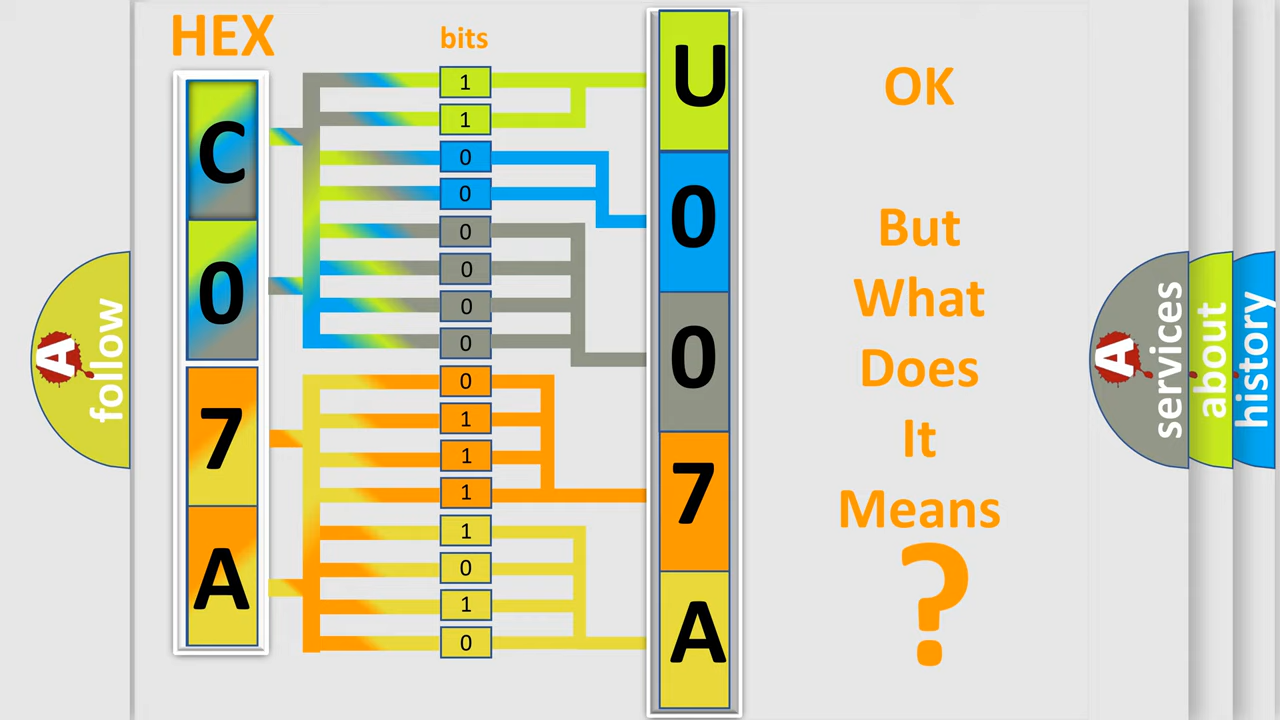 HEX
bits
C
0
7
A
1
1
0
0
0
0
0
0
0
1
1
1
1
0
1
0
U
0
0
7
A
OK
But
What
Does
It
Means
?
A
follow
A
services
about
history